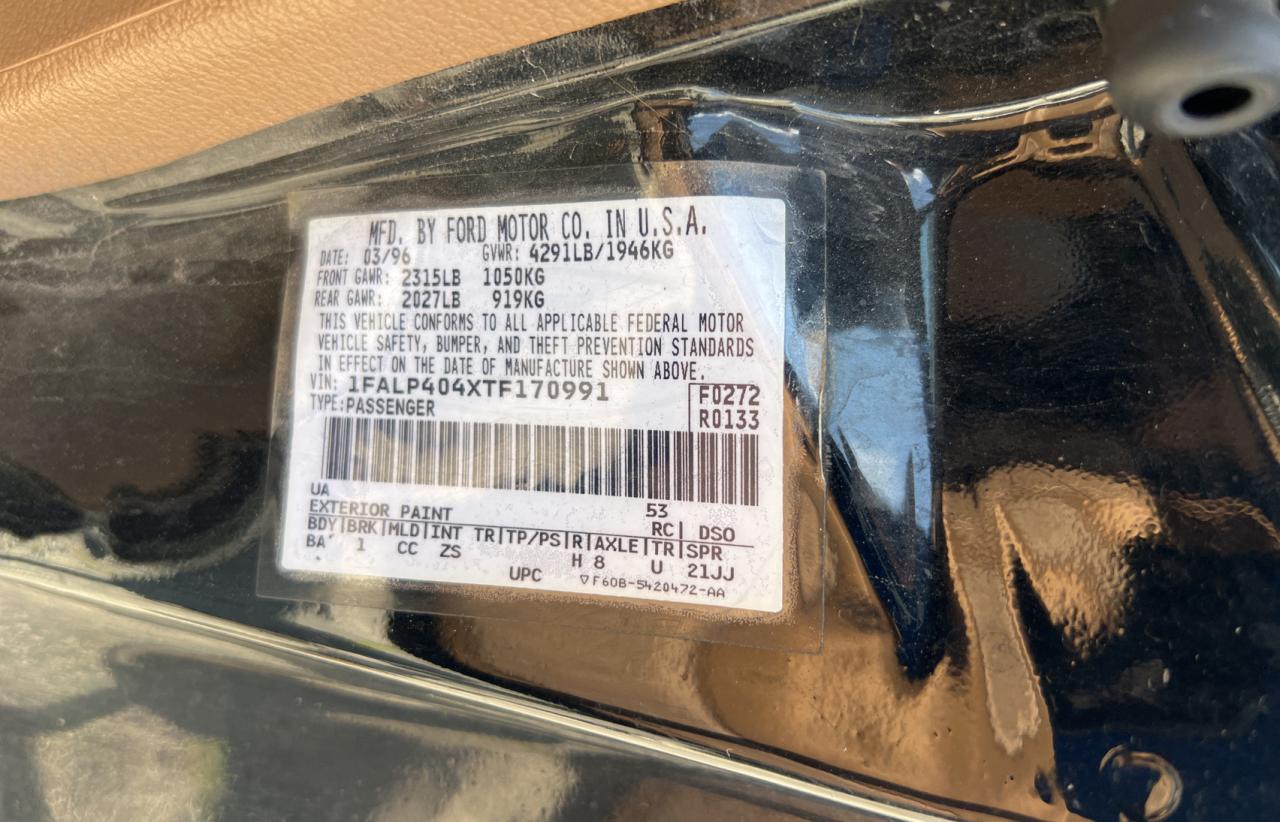 MFD. BY FORD MOTOR CO. IN U.S.A.
DATE: 03/96 GVWR: 4291LB/1946KG
FRONT GAWR: 2315LB 1050KG
REAR GAWR: 2027LB 919KG
THIS VEHICLE CONFORMS TO ALL APPLICABLE FEDERAL MOTOR
VEHICLE SAFETY, BUMPER, AND THEFT PREVENTION STANDARDS
IN EFFECT ON THE DATE OF MANUFACTURE SHOWN ABOVE.
VIN: 1FALP404XTF170991
TYPE: PASSENGER
F0272
R0133
UA
EXTERIOR PAINT 53
RC| DSO
BDY|BRK|MLD|INT TR|TP/PS|R|AXLE|TR|SPR
BA 1 CC ZS H 8 U 21JJ
UPC ▽F60B-5420472-AA